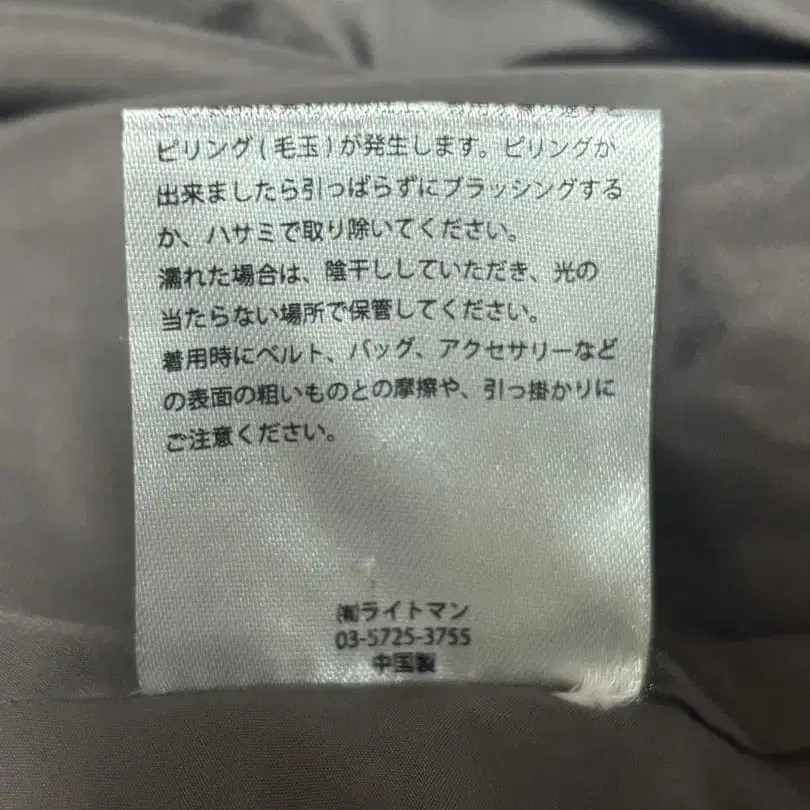 ピリング(毛玉)が発生します。ピリングが
出来ましたら引っぱらずにブラッシングする
か、ハサミで取り除いてください。
濡れた場合は、陰干ししていただき、光の
当たらない場所で保管してください。
着用時にベルト、バッグ、アクセサリーなど
の表面の粗いものとの摩擦や、引っ掛かりに
ご注意ください。
㈲ライトマン
03-5725-3755
中国製